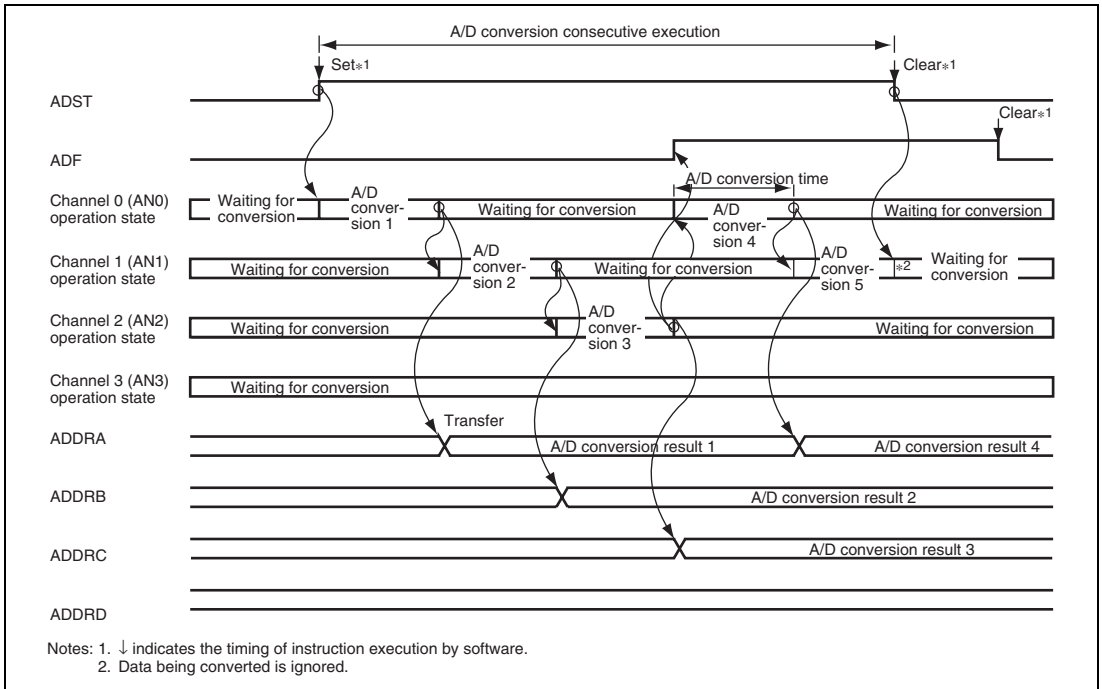 A/D conversion consecutive execution
Set*1
Clear*1
ADST
Clear*1
ADF
A/D conversion time
Channel 0 (AN0)
operation state
Waiting for
conversion
A/D
conver-
sion 1
Waiting for conversion
A/D
conver-
sion 4
Waiting for conversion
Channel 1 (AN1)
operation state
Waiting for conversion
A/D
conver-
sion 2
Waiting for conversion
A/D
conver-
sion 5
*2
Waiting for
conversion
Channel 2 (AN2)
operation state
Waiting for conversion
A/D
conver-
sion 3
Waiting for conversion
Channel 3 (AN3)
operation state
Waiting for conversion
Transfer
ADDRA
A/D conversion result 1
A/D conversion result 4
ADDRB
A/D conversion result 2
ADDRC
A/D conversion result 3
ADDRD
Notes: 1. ↓ indicates the timing of instruction execution by software.
2. Data being converted is ignored.